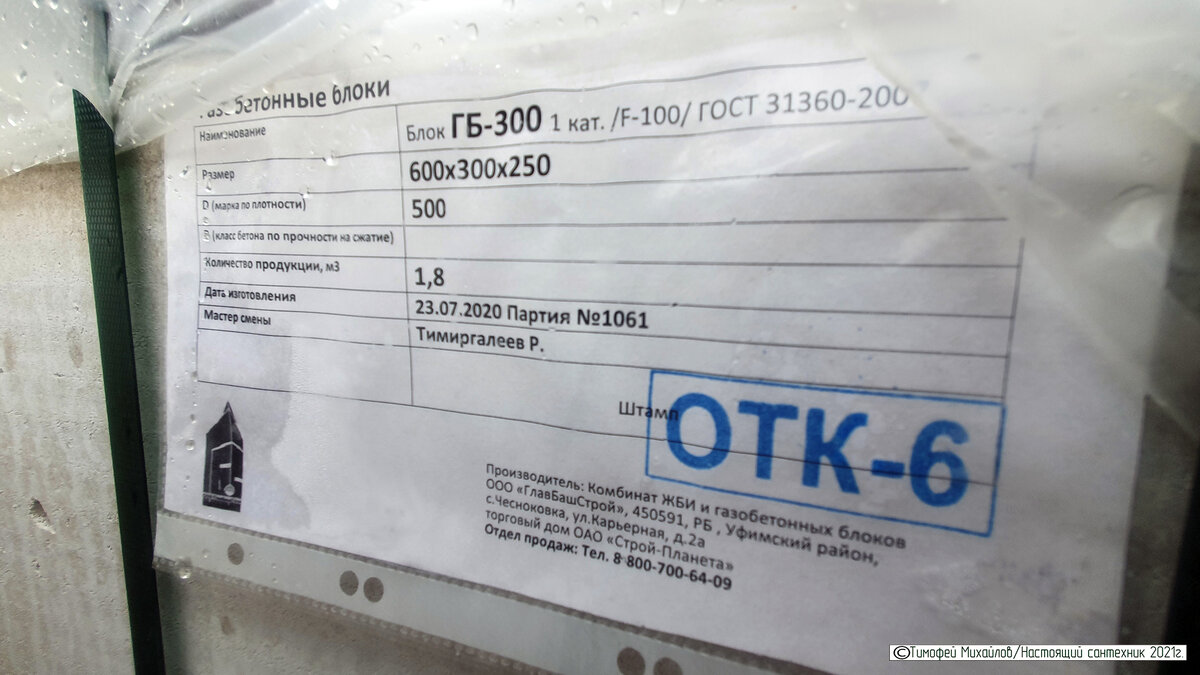 Газобетонные блоки
Наименование Блок ГБ-300 1 кат. /F-100/ ГОСТ 31360-200
Размер 600х300х250
D (марка по плотности) 500
В (класс бетона по прочности на сжатие)
Количество продукции, м3 1,8
Дата изготовления 23.07.2020 Партия №1061
Мастер смены Тимиргалеев Р.
Штамп
ОТК-6
Производитель: Комбинат ЖБИ и газобетонных блоков
ООО «ГлавБашСтрой», 450591, РБ , Уфимский район,
с.Чесноковка, ул.Карьерная, д.2а
торговый дом ОАО «Строй-Планета»
Отдел продаж: Тел. 8 800-700-64-09
©Тимофей Михайлов/Настоящий сантехник 2021г.